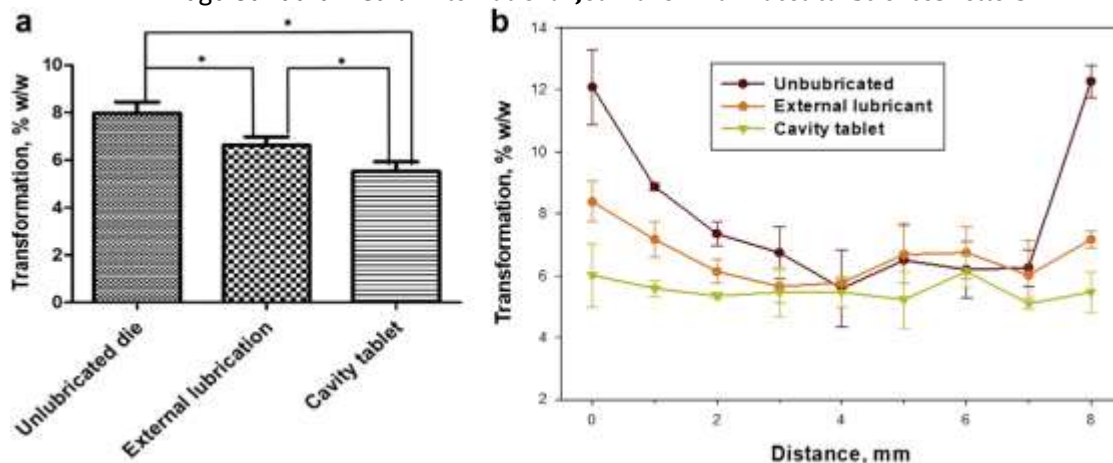 a
*
*
*
Transformation, % w/w
10
8
6
4
2
0
Unlubricated die
External lubrication
Cavity tablet
b
Transformation, % w/w
14
12
10
8
6
4
2
Unbubricated
External lubricant
Cavity tablet
0
2
4
6
8
Distance, mm